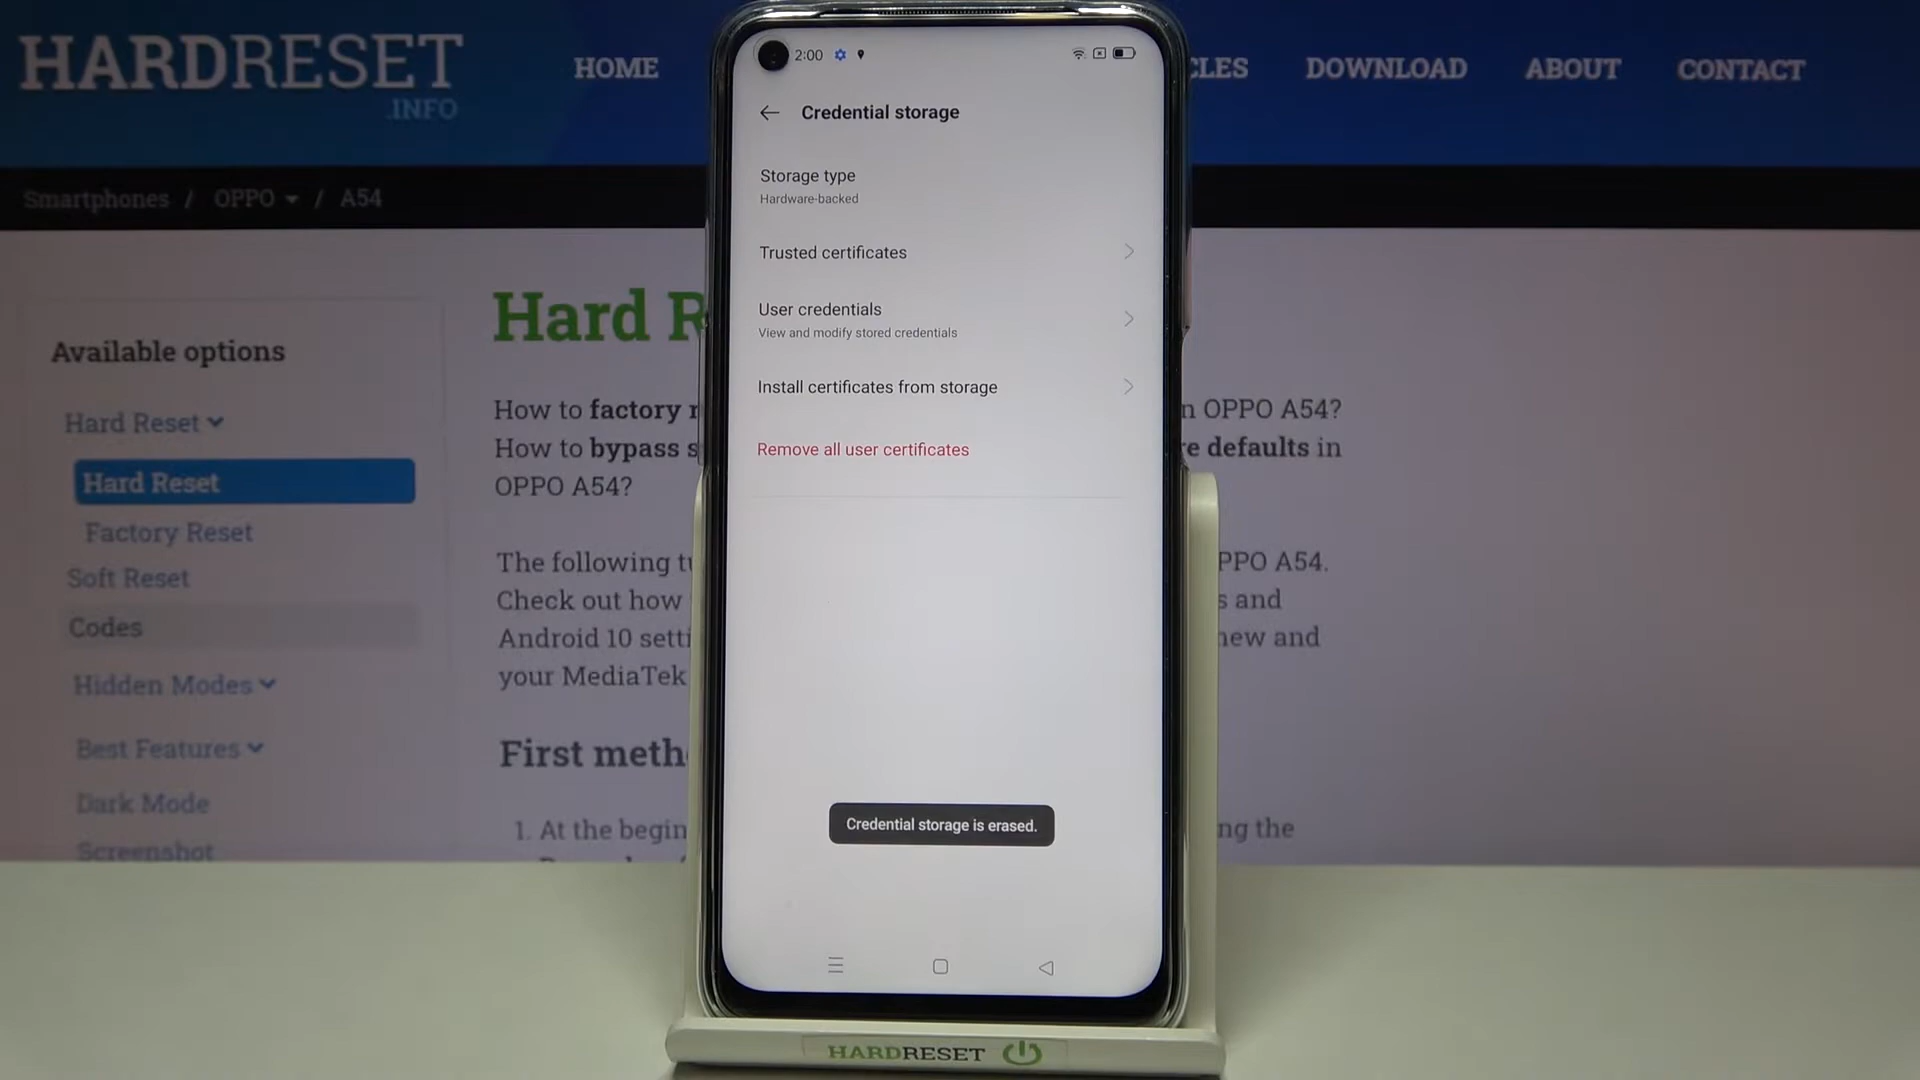 HARDRESET
.INFO
HOME
CLES
DOWNLOAD
ABOUT
CONTACT
Smartphones / OPPO / A54
Available options
Hard Reset
Hard Reset
Factory Reset
Soft Reset
Codes
Hidden Modes
Best Features
Dark Mode
Screenshot
Hard R
How to factory r
n OPPO A54?
How to bypass s
re defaults in
OPPO A54?
The following tu
PPO A54.
Check out how
s and
Android 10 setti
new and
your MediaTek
First meth
1. At the begin
ng the
2:00
Credential storage
Storage type
Hardware-backed
Trusted certificates
User credentials
View and modify stored credentials
Install certificates from storage
Remove all user certificates
Credential storage is erased.
HARDRESET